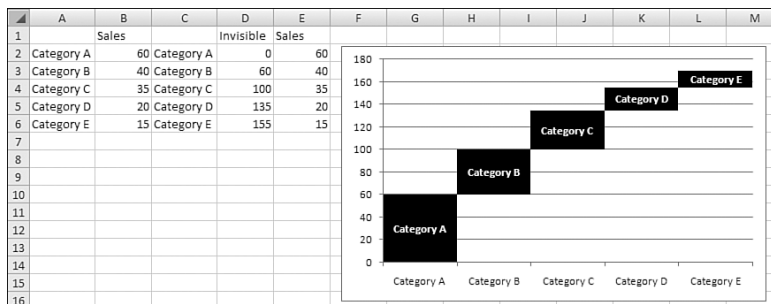 A B C D E F G H I J K L M
1 Sales Invisible Sales
2 Category A 60 Category A 0 60
3 Category B 40 Category B 60 40
4 Category C 35 Category C 100 35
5 Category D 20 Category D 135 20
6 Category E 15 Category E 155 15
7
8
9
10
11
12
13
14
15
16
180
160
140
120
100
80
60
40
20
0
Category E
Category D
Category C
Category B
Category A
Category A Category B Category C Category D Category E